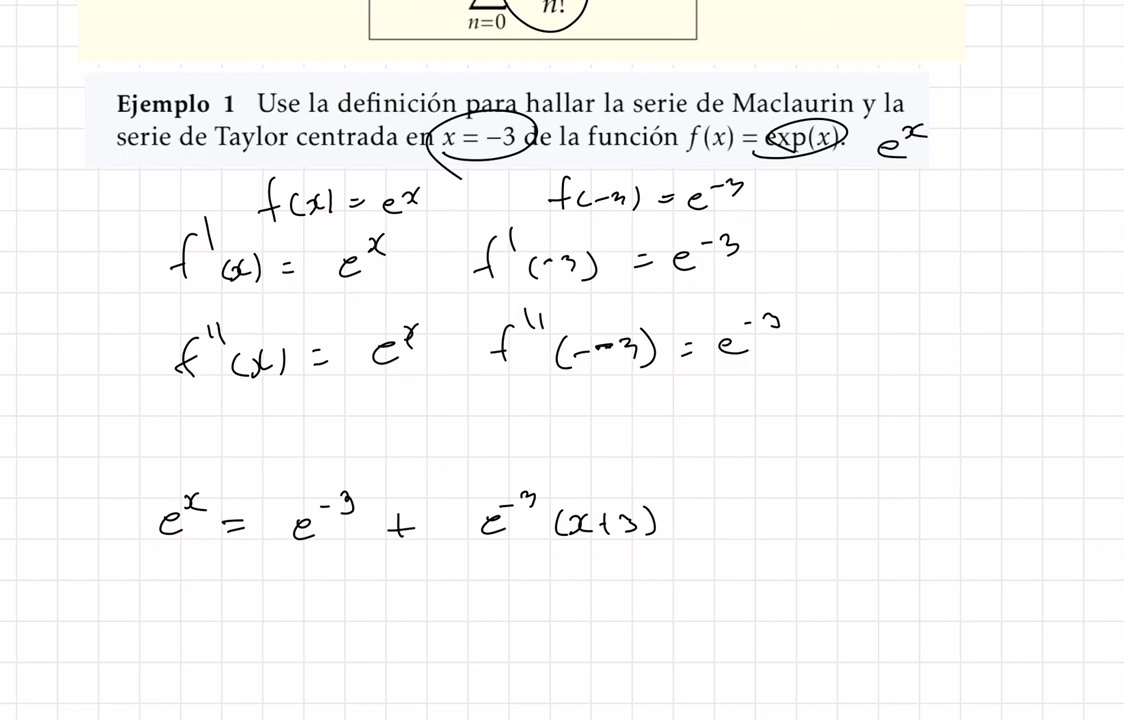 n=0
n!
Ejemplo 1 Use la definición para hallar la serie de Maclaurin y la
serie de Taylor centrada en x = −3 de la función f(x) = exp(x). e^x
f(x) = e^x f(-3) = e^-3
f'(x) = e^x f'(-3) = e^-3
f''(x) = e^x f''(--3) = e^-3
e^x = e^-3 + e^-3 (x+3)